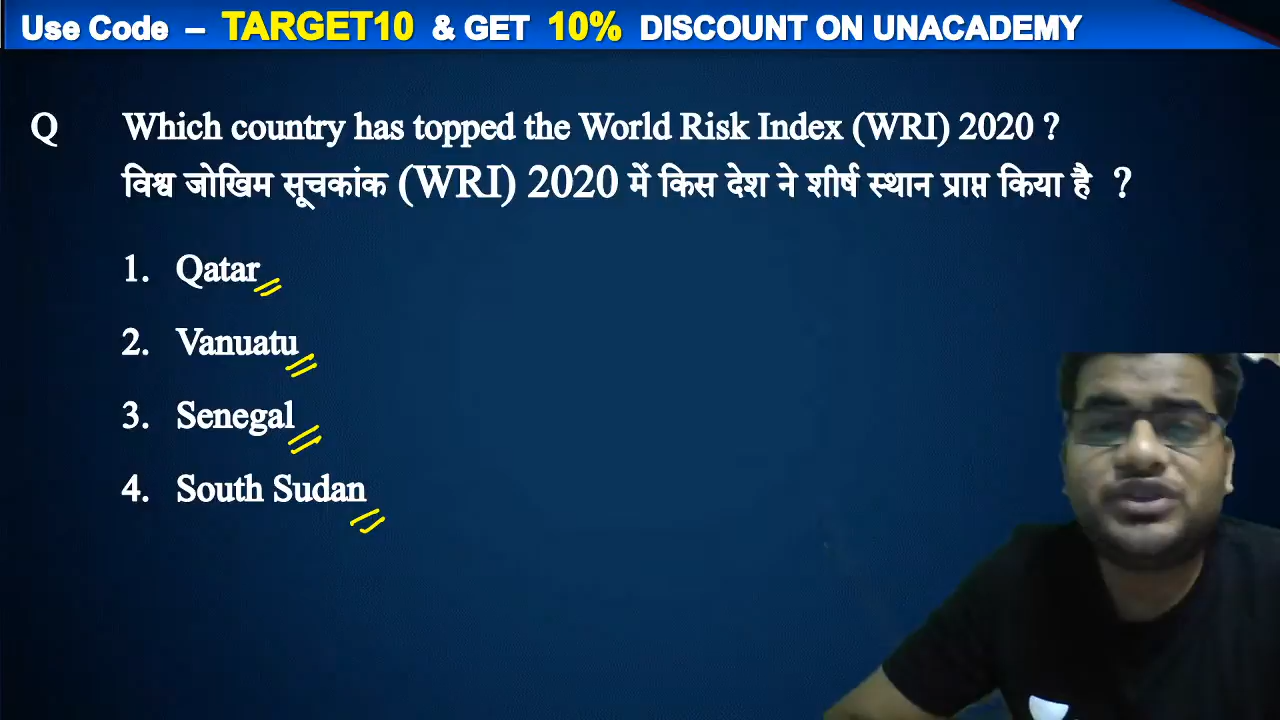 Use Code – TARGET10 & GET 10% DISCOUNT ON UNACADEMY
Q Which country has topped the World Risk Index (WRI) 2020 ?
विश्व जोखिम सूचकांक (WRI) 2020 में किस देश ने शीर्ष स्थान प्राप्त किया है ?
1. Qatar
2. Vanuatu
3. Senegal
4. South Sudan